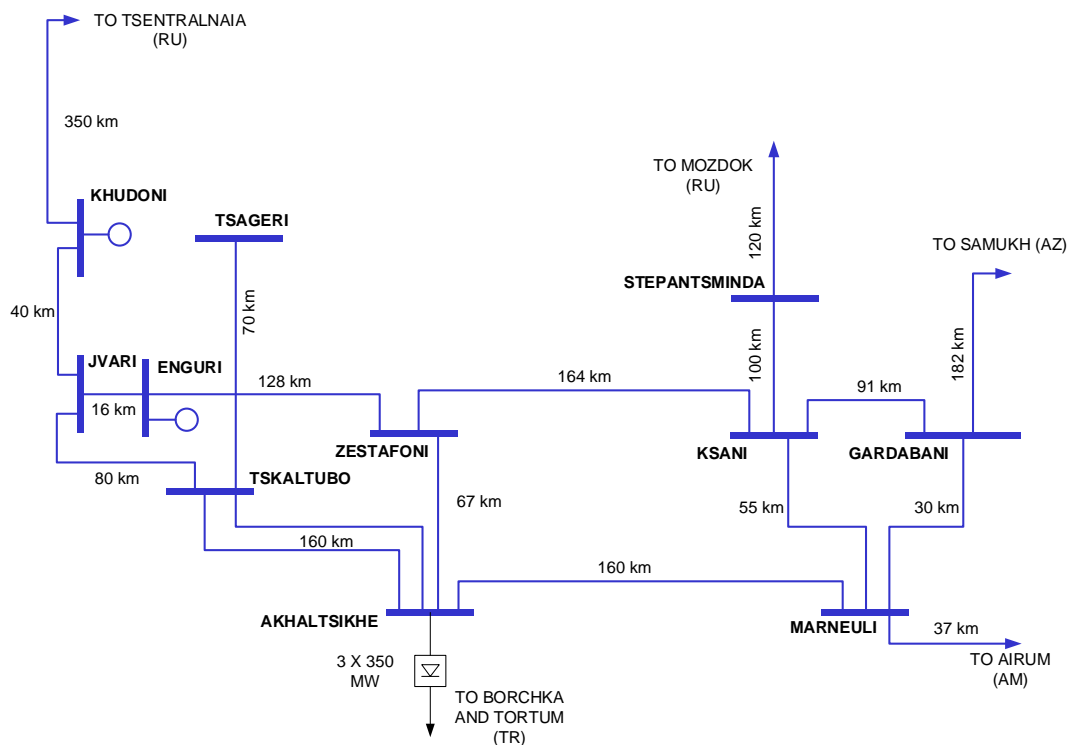 TO TSENTRALNAIA
(RU)
350 km
KHUDONI
TSAGERI
TO MOZDOK
(RU)
120 km
TO SAMUKH (AZ)
STEPANTSMINDA
40 km
70 km
100 km
182 km
JVARI
ENGURI
128 km
164 km
91 km
16 km
ZESTAFONI
KSANI
GARDABANI
80 km
TSKALTUBO
67 km
55 km
30 km
160 km
160 km
AKHALTSIKHE
MARNEULI
37 km
3 X 350
MW
TO AIRUM
(AM)
TO BORCHKA
AND TORTUM
(TR)